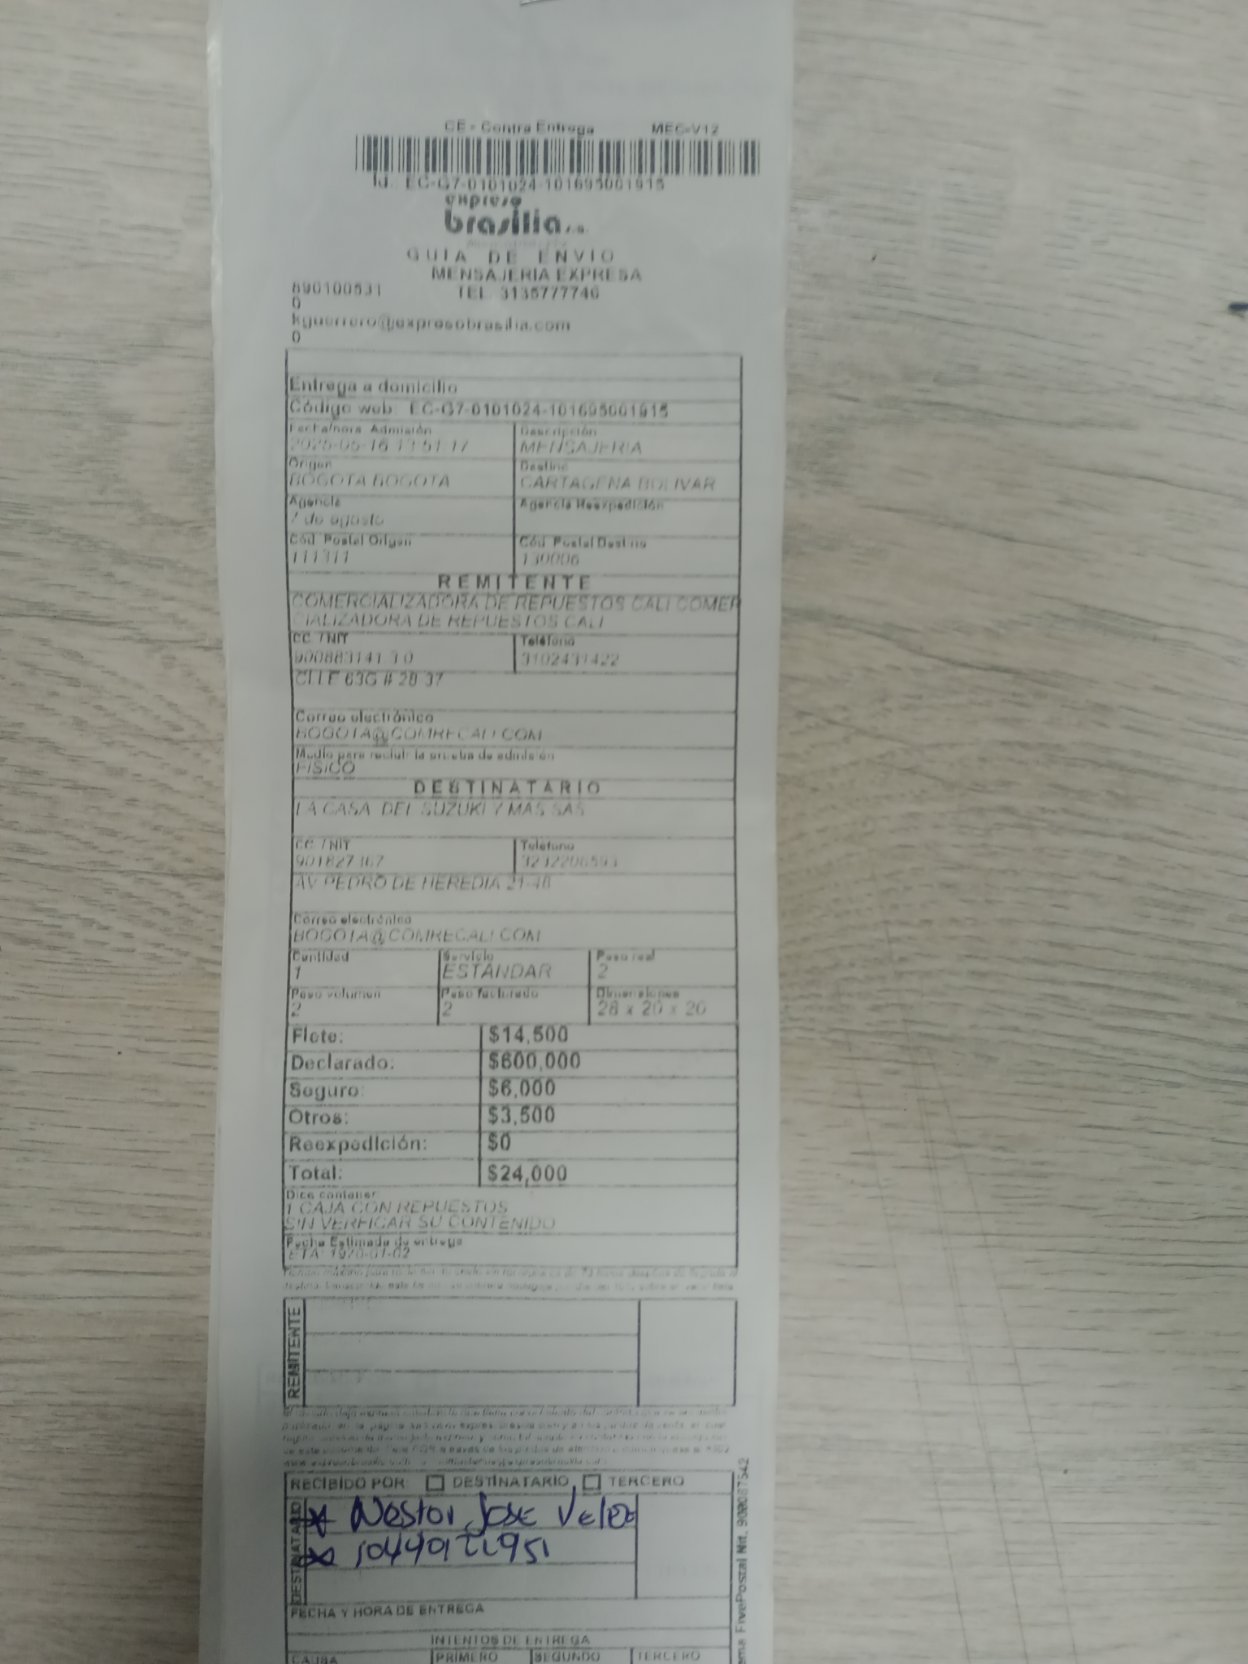 CE - Contra Entrega MEC-V12
Id.: EC-G7-0101024-101695001915
expreso
brasilia s.a.
GUIA DE ENVIO
MENSAJERIA EXPRESA
890100531 TEL. 3135777746
0
kguerrero@expresobrasilia.com
0
Entrega a domicilio
Código web: EC-G7-0101024-101695001915
Fecha/hora Admisión Descripción
2025-05-16 13:51:17 MENSAJERIA
Origen Destino
BOGOTA BOGOTA CARTAGENA BOLIVAR
Agencia Agencia Reexpedición
7 de agosto
Cód. Postal Origen Cód. Postal Destino
111311 130006
REMITENTE
COMERCIALIZADORA DE REPUESTOS CALI COMER
CIALIZADORA DE REPUESTOS CALI
CC / NIT Teléfono
900883141 3 0 3102431422
CLLE 63G # 28 37
Correo electrónico
BOGOTA@COMRECALI.COM
Medio para recibir la prueba de admisión
FISICO
DESTINATARIO
LA CASA DEL SUZUKI Y MAS SAS
CC / NIT Teléfono
901827367
AV PEDRO DE HEREDIA 21-48
Correo electrónico
BOGOTA@COMRECALI.COM
Cantidad Servicio Peso real
1 ESTANDAR 2
Peso volumen Peso facturado Dimensiones
2 2 28 x 20 x 20
Flete: $14,500
Declarado: $600,000
Seguro: $6,000
Otros: $3,500
Reexpedición: $0
Total: $24,000
Dice contener
1 CAJA CON REPUESTOS
SIN VERFICAR SU CONTENIDO
Fecha Estimada de entrega
ETA: 1970-01-02
REMITENTE
RECIBIDO POR DESTINATARIO TERCERO
DESTINATARIO
* Nestor Jose Velez
FECHA Y HORA DE ENTREGA
INTENTOS DE ENTREGA
CAUSA PRIMERO SEGUNDO TERCERO
FivePostal Nit. 900087542